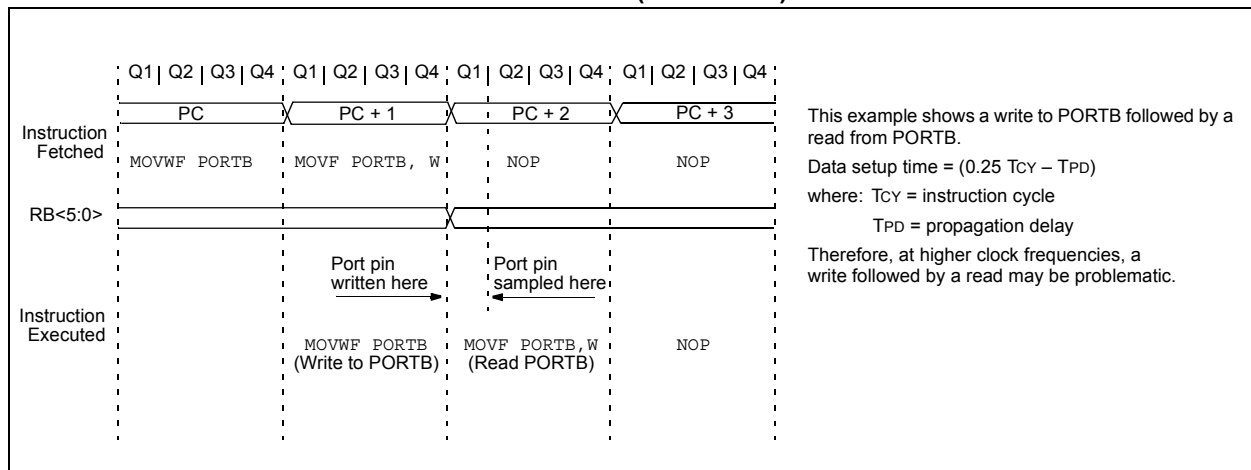 Q1 | Q2 | Q3 | Q4 Q1 | Q2 | Q3 | Q4 Q1 | Q2 | Q3 | Q4 Q1 | Q2 | Q3 | Q4
PC PC + 1 PC + 2 PC + 3
Instruction
Fetched
MOVWF PORTB MOVF PORTB, W NOP NOP
RB<5:0>
Port pin
written here
Port pin
sampled here
Instruction
Executed
MOVWF PORTB MOVF PORTB,W NOP
(Write to PORTB) (Read PORTB)
This example shows a write to PORTB followed by a
read from PORTB.
Data setup time = (0.25 TCY – TPD)
where: TCY = instruction cycle
TPD = propagation delay
Therefore, at higher clock frequencies, a
write followed by a read may be problematic.